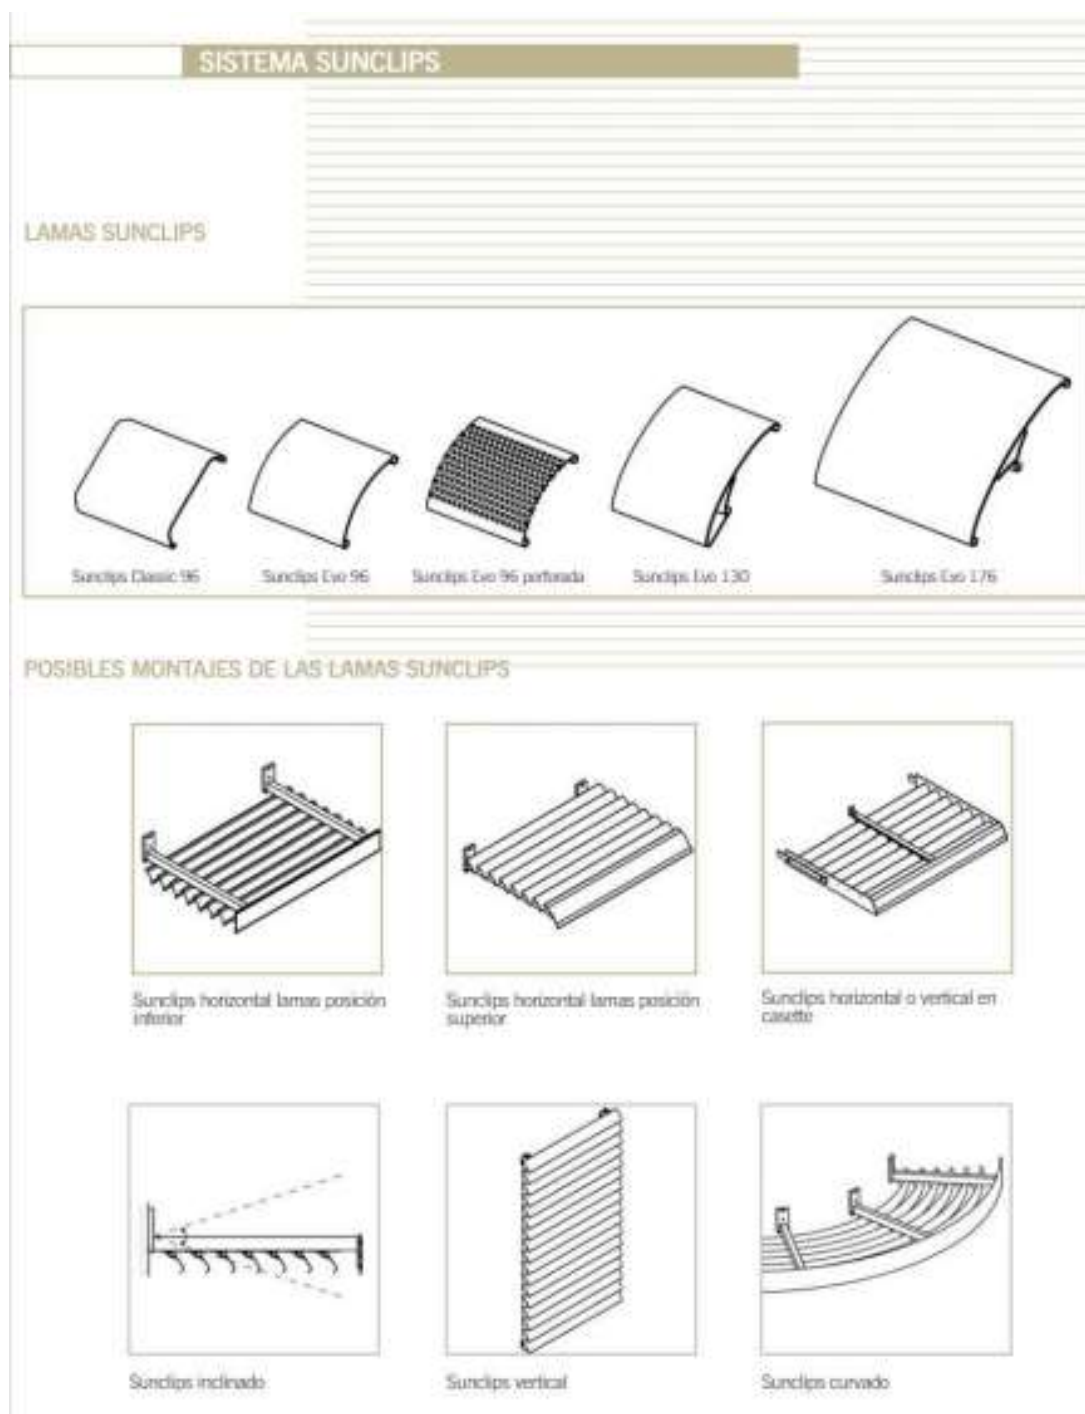 SISTEMA SUNCLIPS
LAMAS SUNCLIPS
Sunclips Classic 96
Sunclips Evo 96
Sunclips Evo 96 perforada
Sunclips Evo 130
Sunclips Evo 176
POSIBLES MONTAJES DE LAS LAMAS SUNCLIPS
Sunclips horizontal lamas posición
inferior
Sunclips horizontal lamas posición
superior
Sunclips horizontal o vertical en
casette
Sunclips inclinado
Sunclips vertical
Sunclips curvado